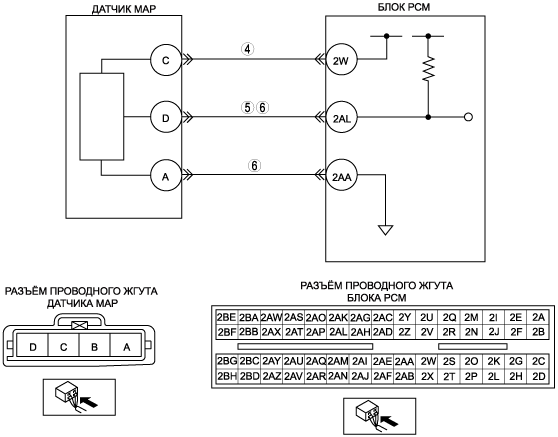 ДАТЧИК МАР
БЛОК РСМ
C
4
2W
D
5 6
2AL
A
6
2AA
РАЗЪЁМ ПРОВОДНОГО ЖГУТА
ДАТЧИКА МАР
D C B A
РАЗЪЁМ ПРОВОДНОГО ЖГУТА
БЛОКА РСМ
2BE 2BA 2AW 2AS 2AO 2AK 2AG 2AC 2Y 2U 2Q 2M 2I 2E 2A
2BF 2BB 2AX 2AT 2AP 2AL 2AH 2AD 2Z 2V 2R 2N 2J 2F 2B
2BG 2BC 2AY 2AU 2AQ 2AM 2AI 2AE 2AA 2W 2S 2O 2K 2G 2C
2BH 2BD 2AZ 2AV 2AR 2AN 2AJ 2AF 2AB 2X 2T 2P 2L 2H 2D